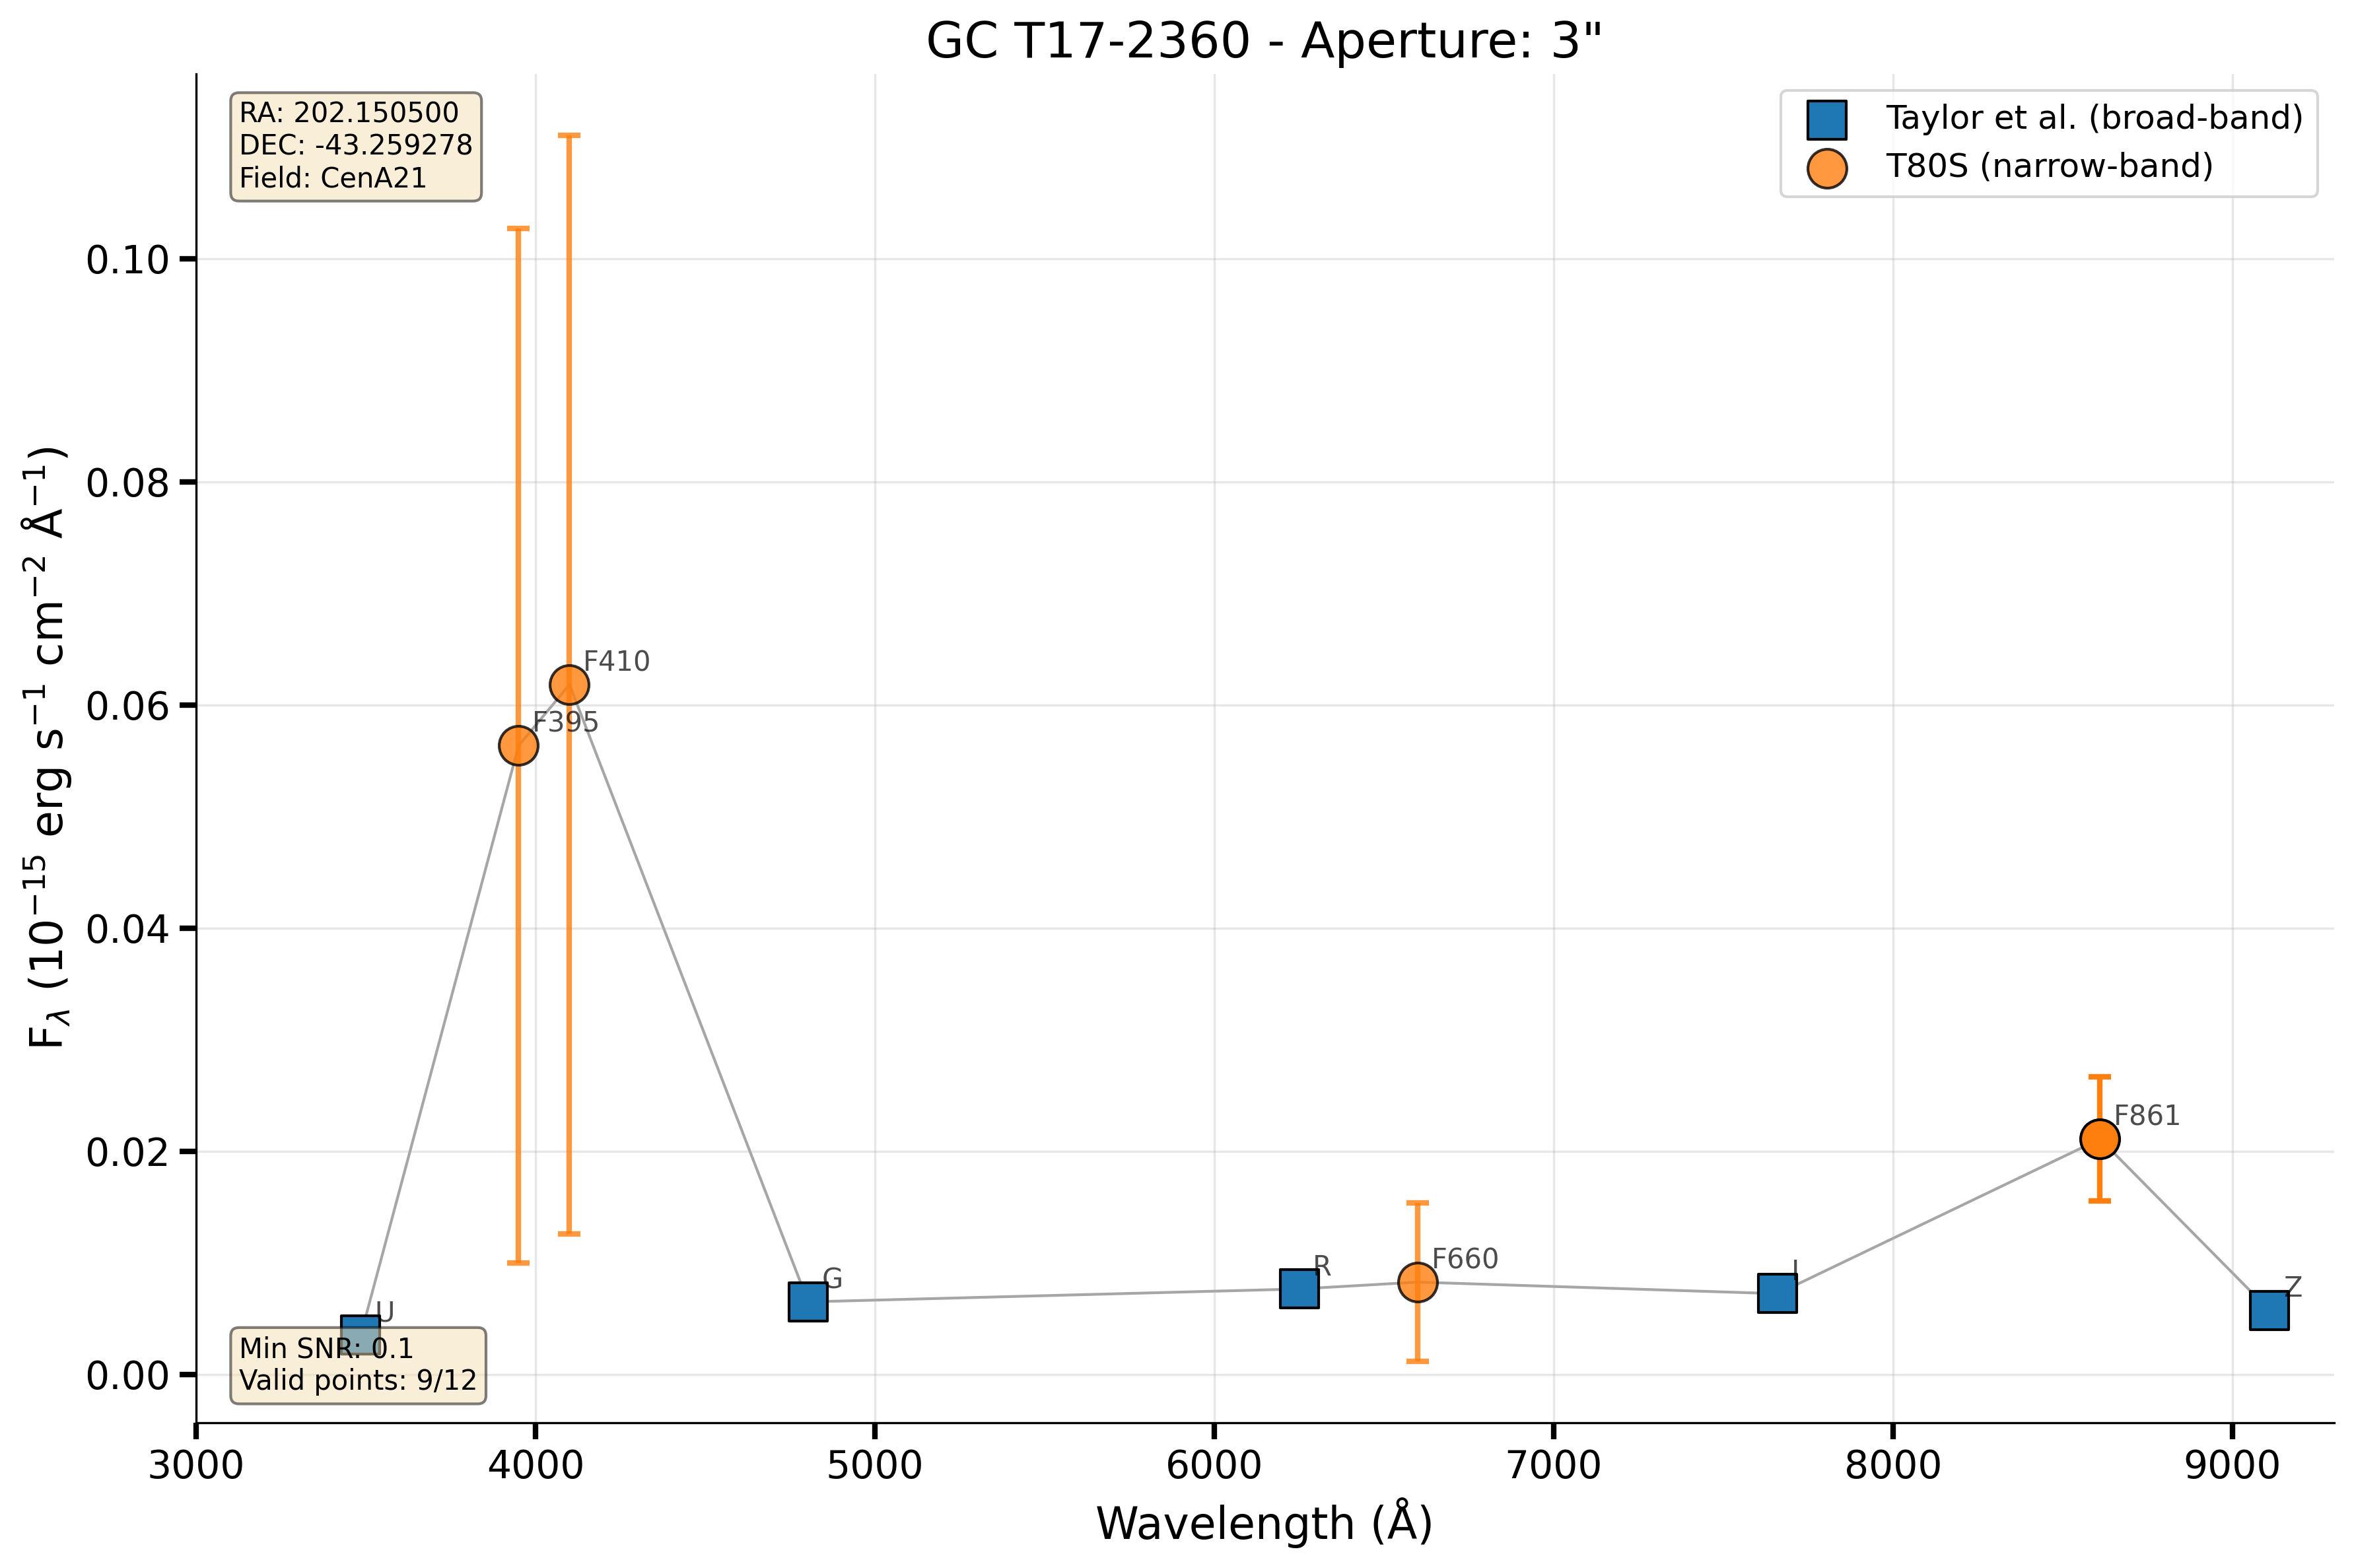 GC T17-2360 - Aperture: 3"
RA: 202.150500
DEC: -43.259278
Field: CenA21
Taylor et al. (broad-band)
T80S (narrow-band)
0.10
0.08
0.06
0.04
0.02
0.00
F410
F395
F861
F660
U
G
R
I
Z
Min SNR: 0.1
Valid points: 9/12
3000 4000 5000 6000 7000 8000 9000
Wavelength (Å)
F$_{λ}$ (10$^{−15}$ erg s$^{−1}$ cm$^{−2}$ Å$^{−1}$)